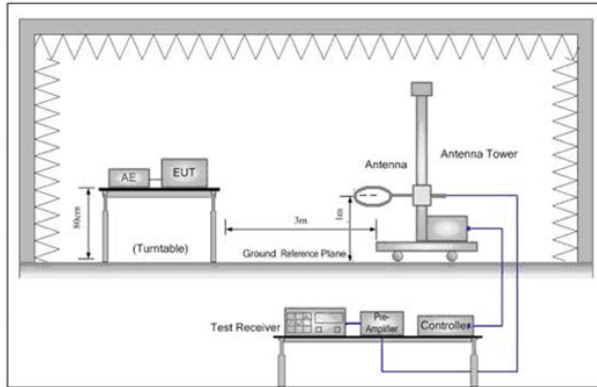 AE
EUT
80cm
(Turntable)
3m
1m
Ground Reference Plane
Antenna
Antenna Tower
Test Receiver
Pre-
Amplifier
Controller